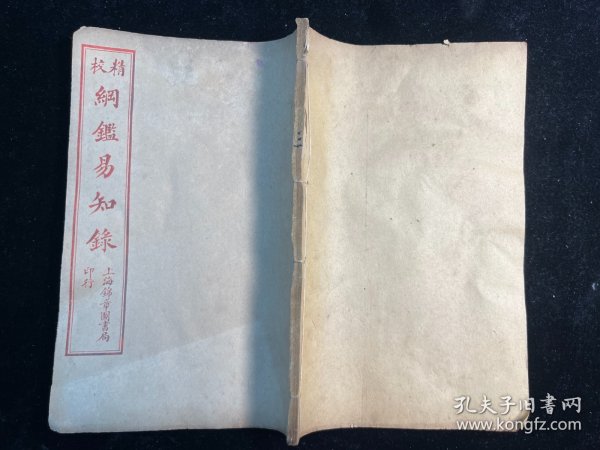 精校
綱鑑易知錄
上海錦章圖書局
印行
孔夫子旧書网
www.kongfz.com